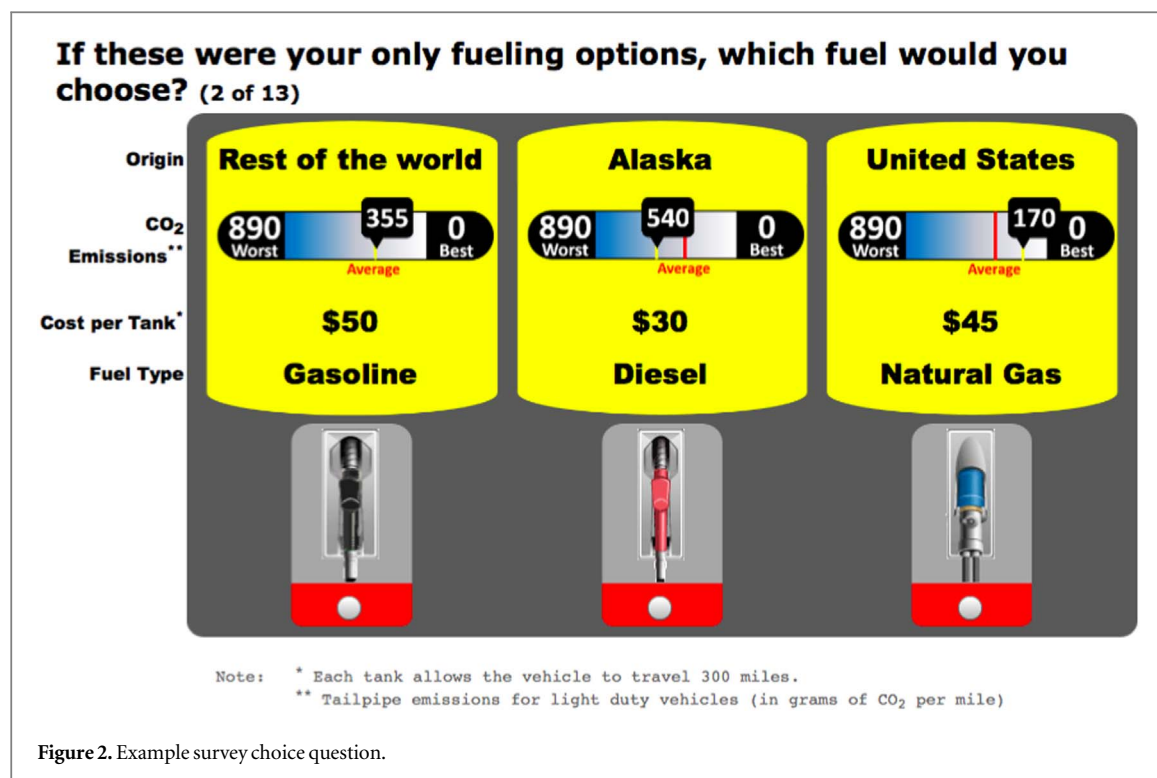 If these were your only fueling options, which fuel would you
choose? (2 of 13)
Origin Rest of the world Alaska United States
CO₂ Emissions** 890 Worst 355 0 Best 890 Worst 540 0 Best 890 Worst 170 0 Best
Average Average Average
Cost per Tank* $50 $30 $45
Fuel Type Gasoline Diesel Natural Gas
Note: * Each tank allows the vehicle to travel 300 miles.
** Tailpipe emissions for light duty vehicles (in grams of CO₂ per mile)
Figure 2. Example survey choice question.